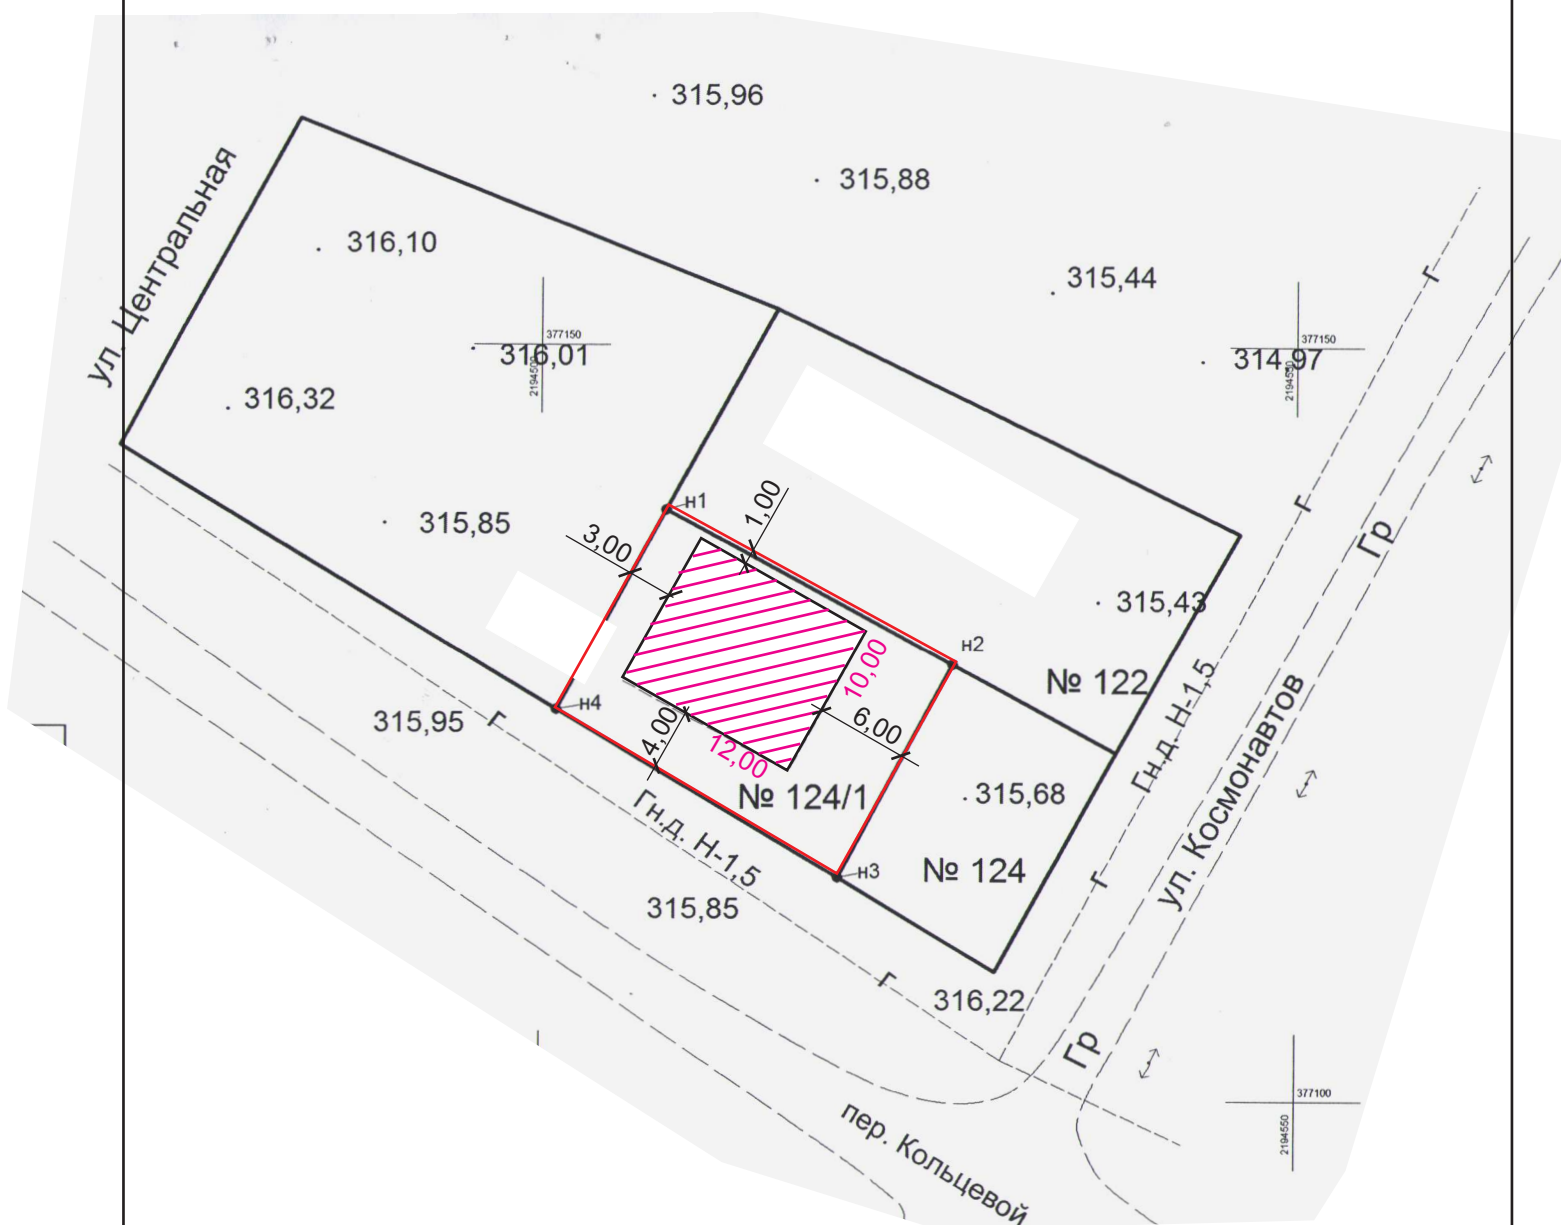 315,96
315,88
ул. Центральная
316,10
315,44
377150
316,01
2194500
377150
314,97
2194550
316,32
Г
н1
1,00
315,85
3,00
Г
Гр
315,43
н2
10,00
№ 122
н4
315,95
Г
4,00
6,00
12,00
Гн.д. Н-1,5
№ 124/1
315,68
ул. Космонавтов
Гн.д. Н-1,5
н3
№ 124
Г
315,85
Г
316,22
Гр
377100
2194550
пер. Кольцевой